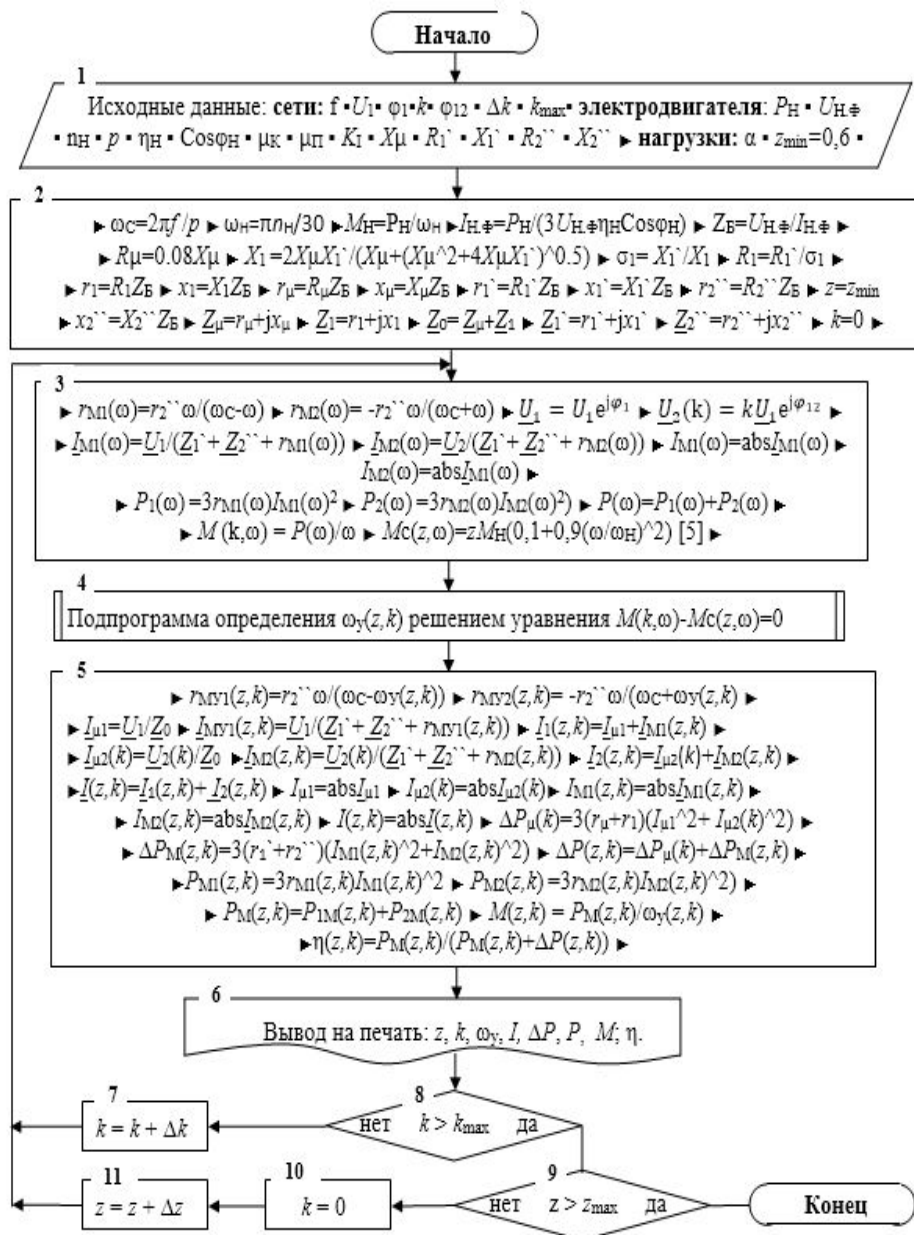 Начало
1
Исходные данные: сети: f ▪U₁▪ φ₁▪k▪ φ₁₂ ▪ Δk ▪ kmax▪ электродвигателя: PН ▪ UН.Ф
▪ nН ▪ p ▪ ηН ▪ CosφН ▪ μК ▪ μП ▪ KI ▪ Xμ ▪ R₁` ▪ X₁` ▪ R₂`` ▪ X₂`` ► нагрузки: α ▪ zmin=0,6 ▪
2
► ωС=2πf/p ► ωН=πnН/30 ►MН=PН/ωН ►IН.Ф=PН/(3UН.ФηНCosφН) ► ZБ=UН.Ф/IН.Ф ►
► Rμ=0.08Xμ ► X₁=2XμX₁`/(Xμ+(Xμ^2+4XμX₁`)^0.5) ► σ₁= X₁`/X₁ ► R₁=R₁`/σ₁ ►
► r₁=R₁ZБ ► x₁=X₁ZБ ► rμ=RμZБ ► xμ=XμZБ ► r₁`=R₁`ZБ ► x₁`=X₁`ZБ ► r₂``=R₂``ZБ ► z=zmin
► x₂``=X₂``ZБ ► Zμ=rμ+jxμ ► Z₁=r₁+jx₁ ► Z₀= Zμ+Z₁ ► Z₁`=r₁`+jx₁` ► Z₂``=r₂``+jx₂`` ► k=0 ►
3
► rМ1(ω)=r₂``ω/(ωС-ω) ► rМ2(ω)= -r₂``ω/(ωС+ω) ► U₁ = U₁e^jφ₁ ► U₂(k) = kU₁e^jφ₁₂ ►
► IМ1(ω)=U₁/(Z₁`+ Z₂``+ rМ1(ω)) ► IМ2(ω)=U₂/(Z₁`+ Z₂``+ rМ2(ω)) ► IМ1(ω)=absIМ1(ω) ►
IМ2(ω)=absIМ1(ω) ►
► P₁(ω) =3rМ1(ω)IМ1(ω)² ► P₂(ω) =3rМ2(ω)IМ2(ω)²) ► P(ω)=P₁(ω)+P₂(ω) ►
► M (k,ω) = P(ω)/ω ► Mс(z,ω)=zMН(0,1+0,9(ω/ωН)^2) [5] ►
4
Подпрограмма определения ωу(z,k) решением уравнения M(k,ω)-Mс(z,ω)=0
5
► rМУ1(z,k)=r₂``ω/(ωС-ωУ(z,k)) ► rМУ2(z,k)= -r₂``ω/(ωС+ωУ(z,k) ►
► Iμ1=U₁/Z₀ ► IМУ1(z,k)=U₁/(Z₁`+ Z₂``+ rМУ1(z,k)) ► I₁(z,k)=Iμ1+IМ1(z,k) ►
► Iμ2(k)=U₂(k)/Z₀ ►IМ2(z,k)=U₂(k)/(Z₁`+ Z₂``+ rМ2(z,k)) ► I₂(z,k)=Iμ2(k)+IМ2(z,k) ►
►I(z,k)=I₁(z,k)+ I₂(z,k) ► Iμ1=absIμ1 ► Iμ2(k)=absIμ2(k)► IМ1(z,k)=absIМ1(z,k) ►
► IМ2(z,k)=absIМ2(z,k) ► I(z,k)=absI(z,k) ► ΔPμ(k)=3(rμ+r₁)(Iμ1^2+ Iμ2(k)^2) ►
► ΔPМ(z,k)=3(r₁`+r₂``)(IМ1(z,k)^2+IМ2(z,k)^2) ► ΔP(z,k)=ΔPμ(k)+ΔPМ(z,k) ►
►PМ1(z,k) =3rМ1(z,k)IМ1(z,k)^2 ► PМ2(z,k) =3rМ2(z,k)IМ2(z,k)^2) ►
► PМ(z,k)=P1М(z,k)+P2М(z,k) ► M(z,k) = PМ(z,k)/ωу(z,k) ►
►η(z,k)=PМ(z,k)/(PМ(z,k)+ΔP(z,k)) ►
6
Вывод на печать: z, k, ωу, I, ΔP, P, M; η.
7
k = k + Δk
8
нет k > kmax да
9
нет z > zmax да
10
k = 0
11
z = z + Δz
Конец